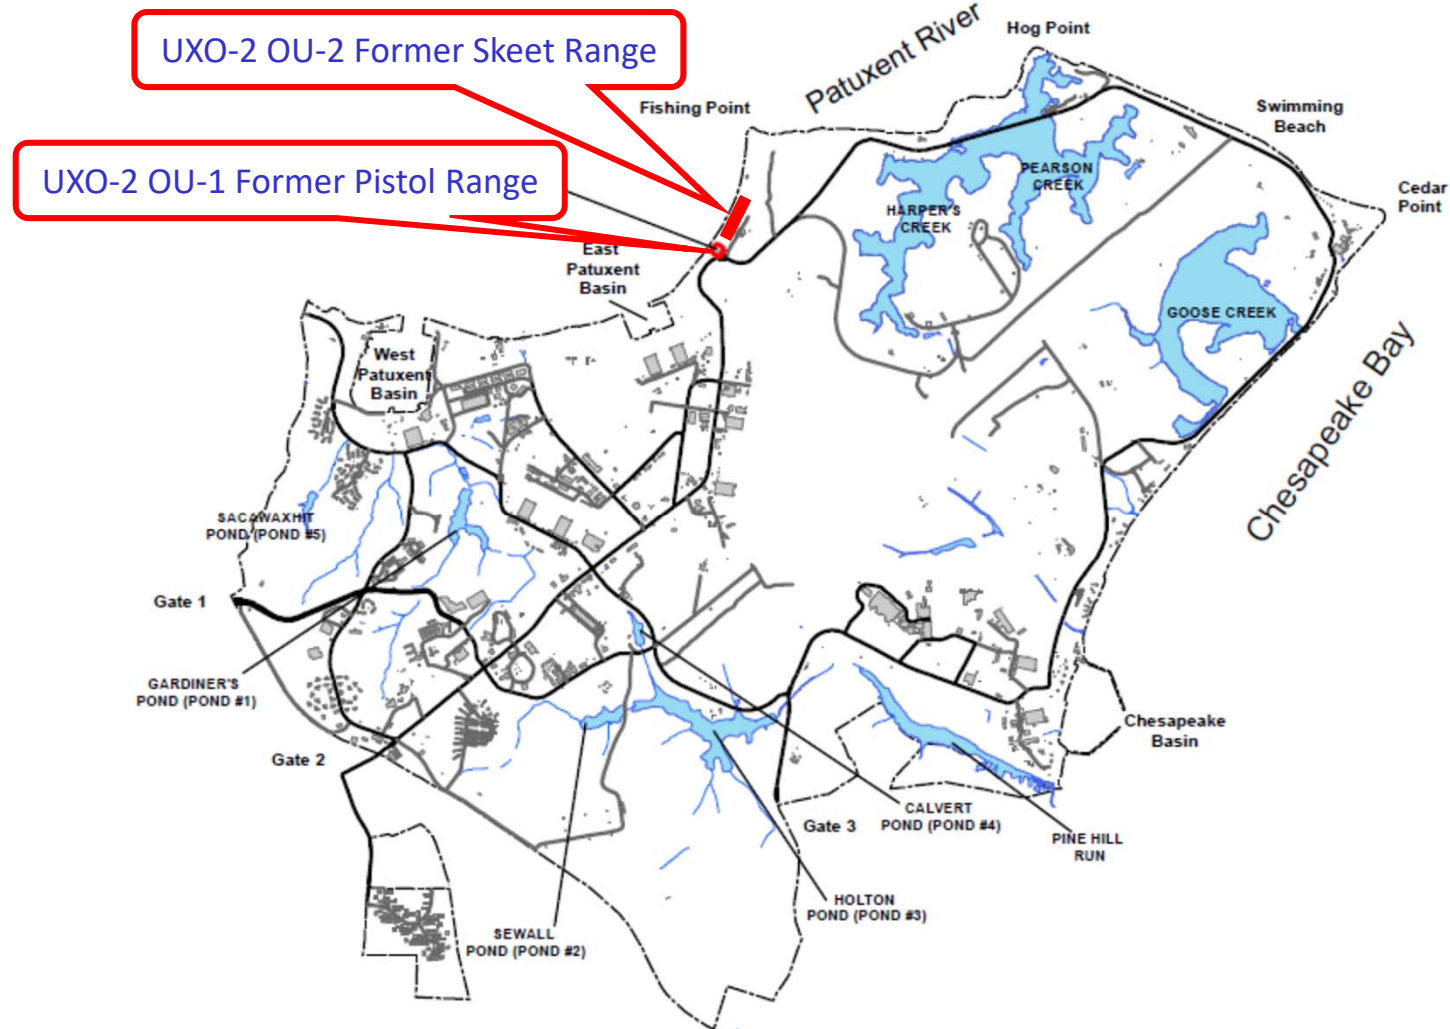 UXO-2 OU-2 Former Skeet Range
Patuxent River
Hog Point
Fishing Point
Swimming
Beach
UXO-2 OU-1 Former Pistol Range
PEARSON
CREEK
HARPER'S
CREEK
Cedar
Point
East
Patuxent
Basin
GOOSE CREEK
West
Patuxent
Basin
Chesapeake Bay
SACAWAXHIT
POND (POND #5)
Gate 1
GARDINER'S
POND (POND #1)
Chesapeake
Basin
Gate 2
CALVERT
POND (POND #4)
Gate 3
PINE HILL
RUN
HOLTON
POND (POND #3)
SEWALL
POND (POND #2)